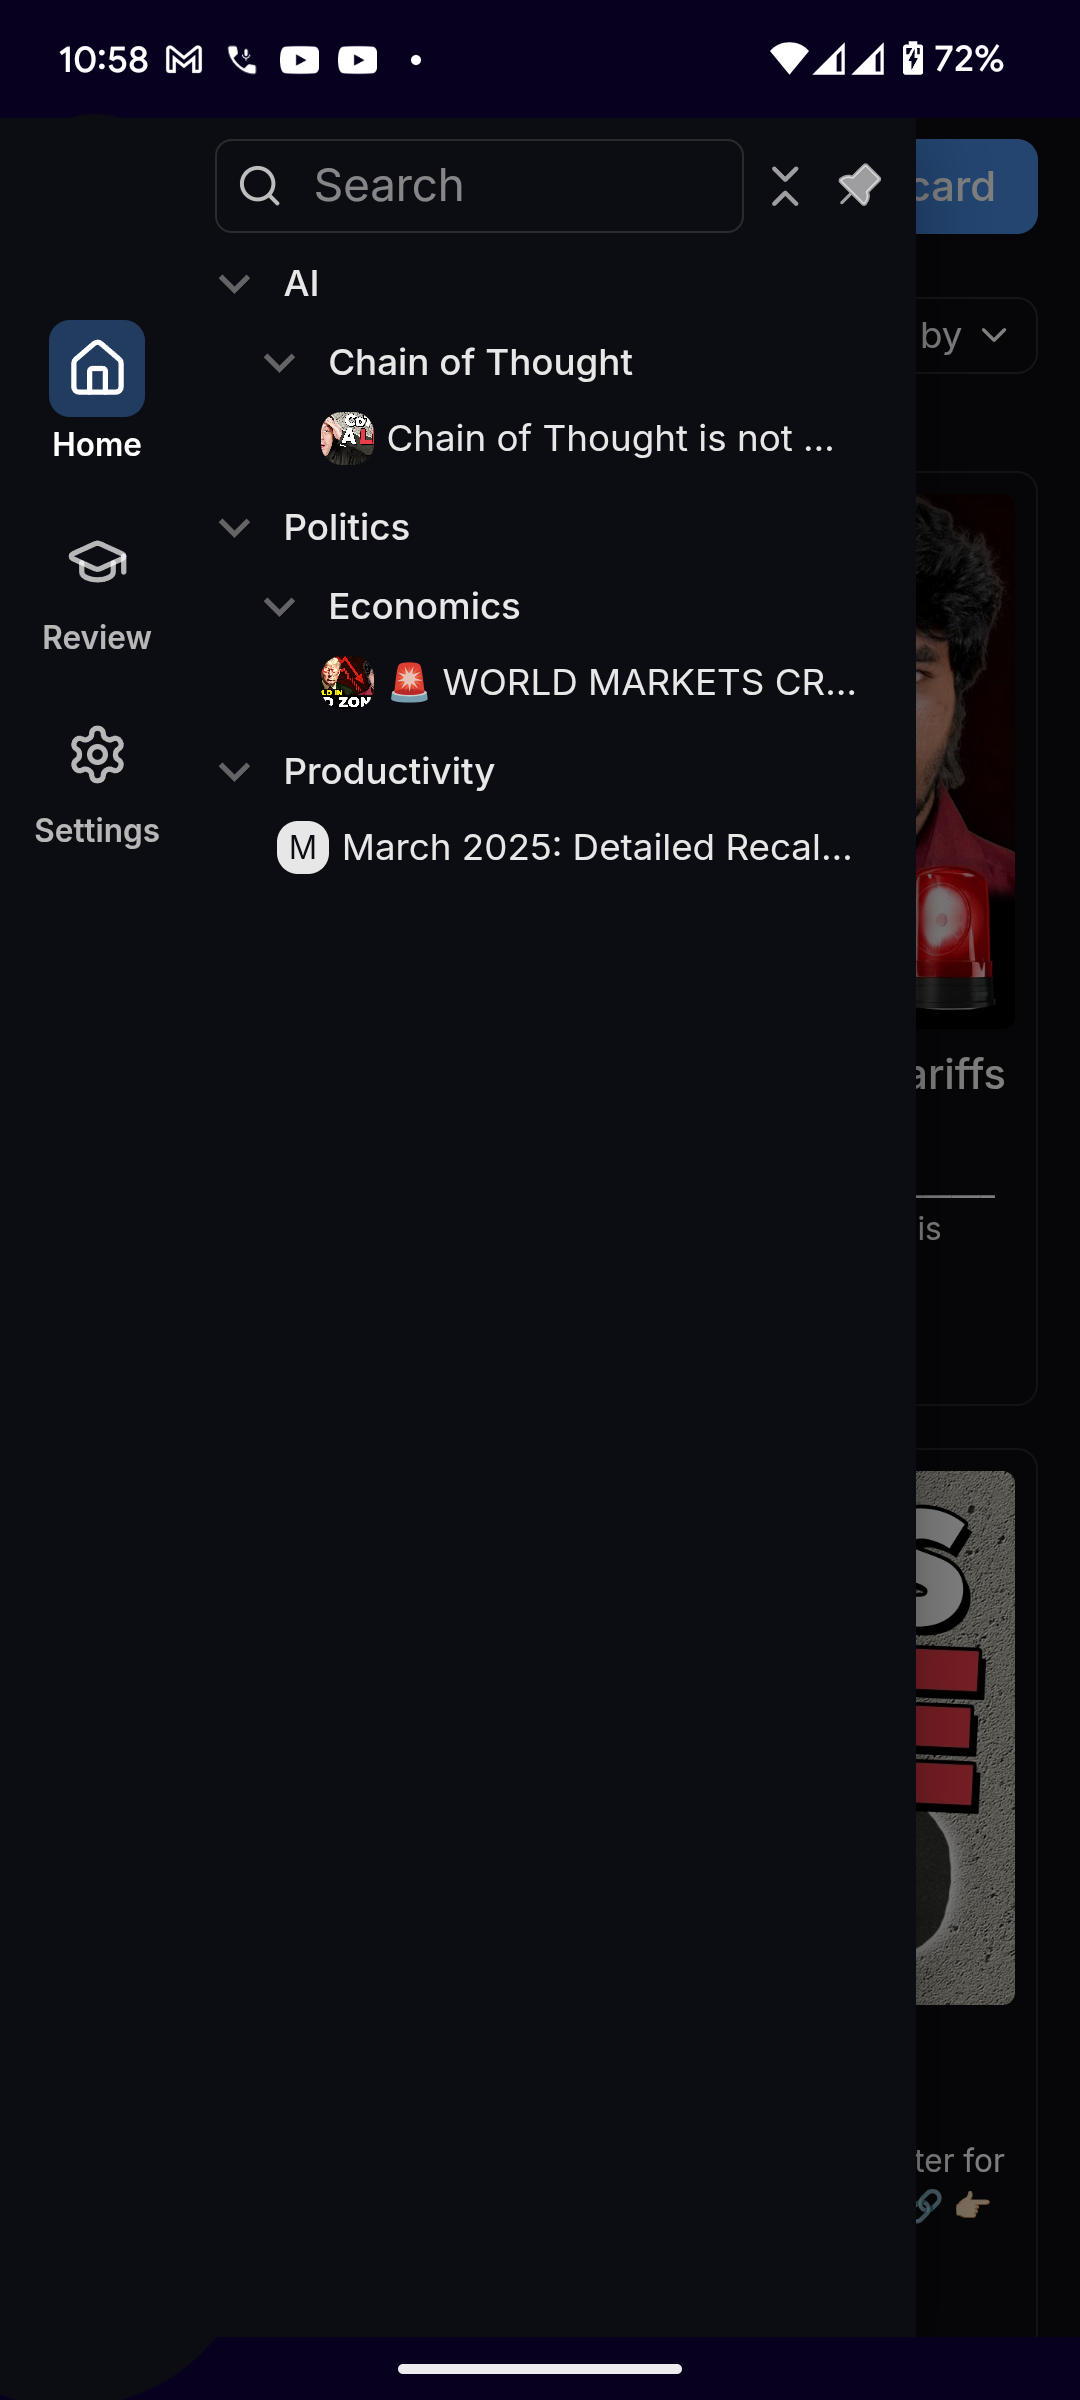 10:58
72%
Search
card
by
AI
Chain of Thought
Chain of Thought is not ...
Politics
Economics
🚨 WORLD MARKETS CR...
Productivity
M March 2025: Detailed Recal...
Home
Review
Settings
ariffs
is
ter for
🔗 👉🏼